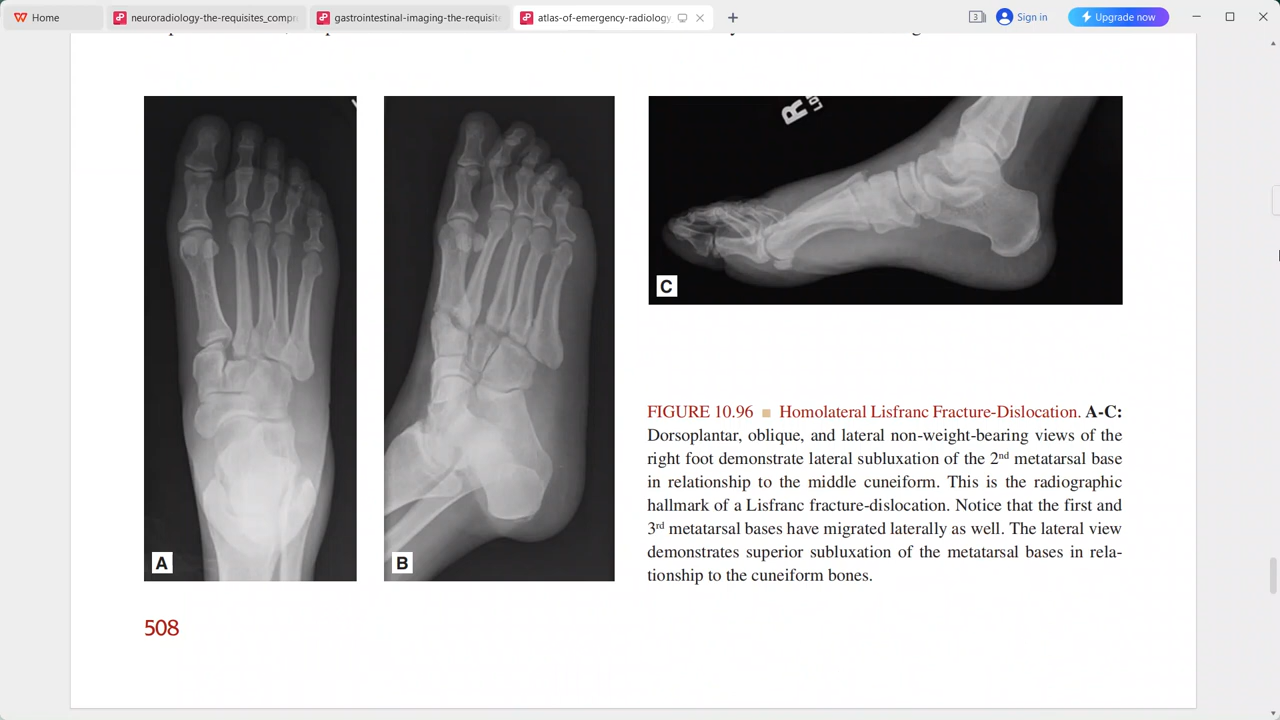 Home
neuroradiology-the-requisites_compr
gastrointestinal-imaging-the-requisite
atlas-of-emergency-radiology
3
Sign in
Upgrade now
R
C
A
B
FIGURE 10.96 ■ Homolateral Lisfranc Fracture-Dislocation. A-C:
Dorsoplantar, oblique, and lateral non-weight-bearing views of the
right foot demonstrate lateral subluxation of the 2nd metatarsal base
in relationship to the middle cuneiform. This is the radiographic
hallmark of a Lisfranc fracture-dislocation. Notice that the first and
3rd metatarsal bases have migrated laterally as well. The lateral view
demonstrates superior subluxation of the metatarsal bases in rela-
tionship to the cuneiform bones.
508